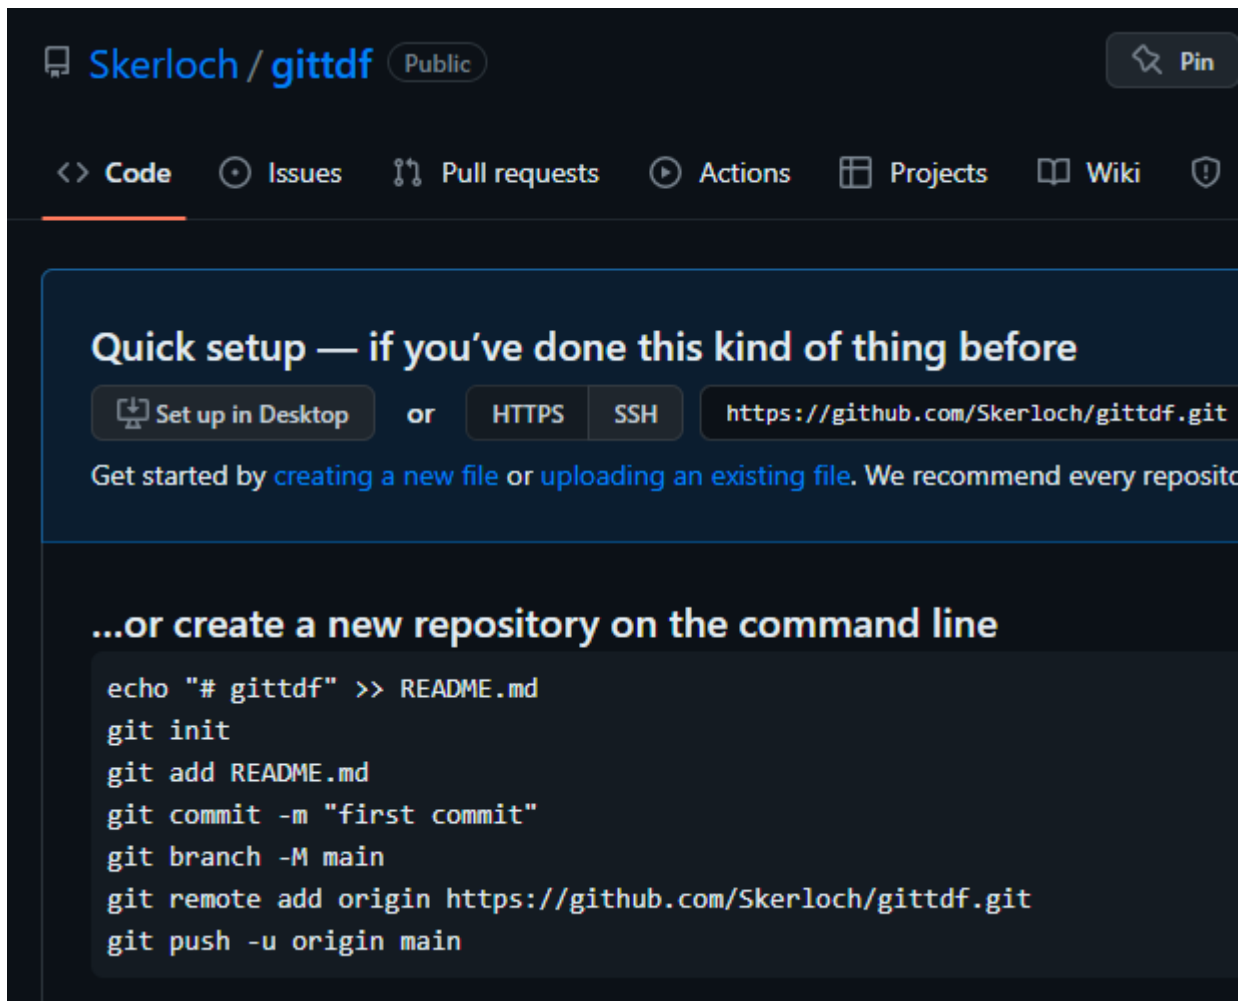 Skerloch / gittdf Public Pin
Code Issues Pull requests Actions Projects Wiki
Quick setup — if you’ve done this kind of thing before
Set up in Desktop or HTTPS SSH https://github.com/Skerloch/gittdf.git
Get started by creating a new file or uploading an existing file. We recommend every
...or create a new repository on the command line
echo "# gittdf" >> README.md
git init
git add README.md
git commit -m "first commit"
git branch -M main
git remote add origin https://github.com/Skerloch/gittdf.git
git push -u origin main